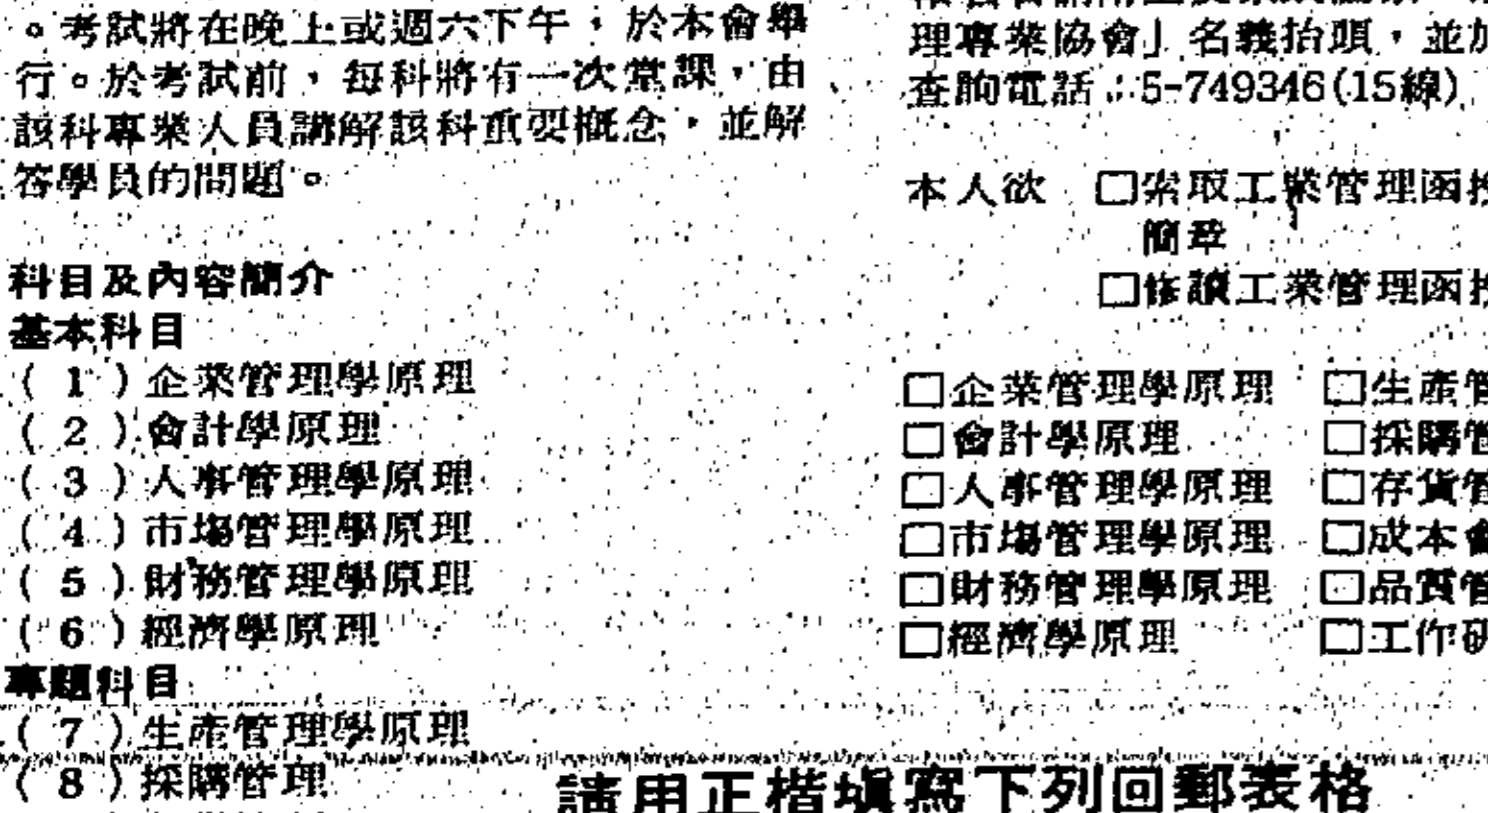 。考試將在晚上或週六下午，於本會舉
行。於考試前，每科將有一次堂課，由
該科專業人員講解該科重要概念，並解
答學員的問題。
科目及內容簡介
基本科目
(1)企業管理學原理
(2)會計學原理
(3)人事管理學原理
(4)市場管理學原理
(5)財務管理學原理
(6)經濟學原理
專題科目
(7)生產管理學原理
(8)採購管理
理專業協會」名義抬頭，並加
查詢電話：5-749346(15線)
本人欲 □索取工業管理函授
簡章
□修讀工業管理函授
□企業管理學原理 □生產管
□會計學原理 □採購管
□人事管理學原理 □存貨管
□市場管理學原理 □成本會
□財務管理學原理 □品質管
□經濟學原理 □工作研
請用正楷填寫下列回郵表格